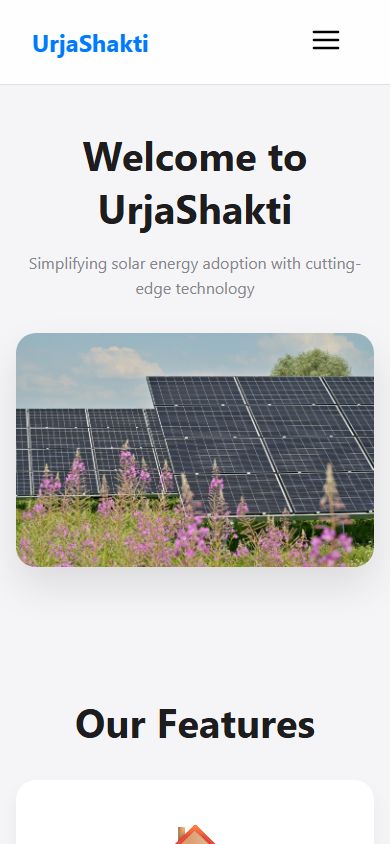 UrjaShakti
Welcome to
UrjaShakti
Simplifying solar energy adoption with cutting-
edge technology
Our Features